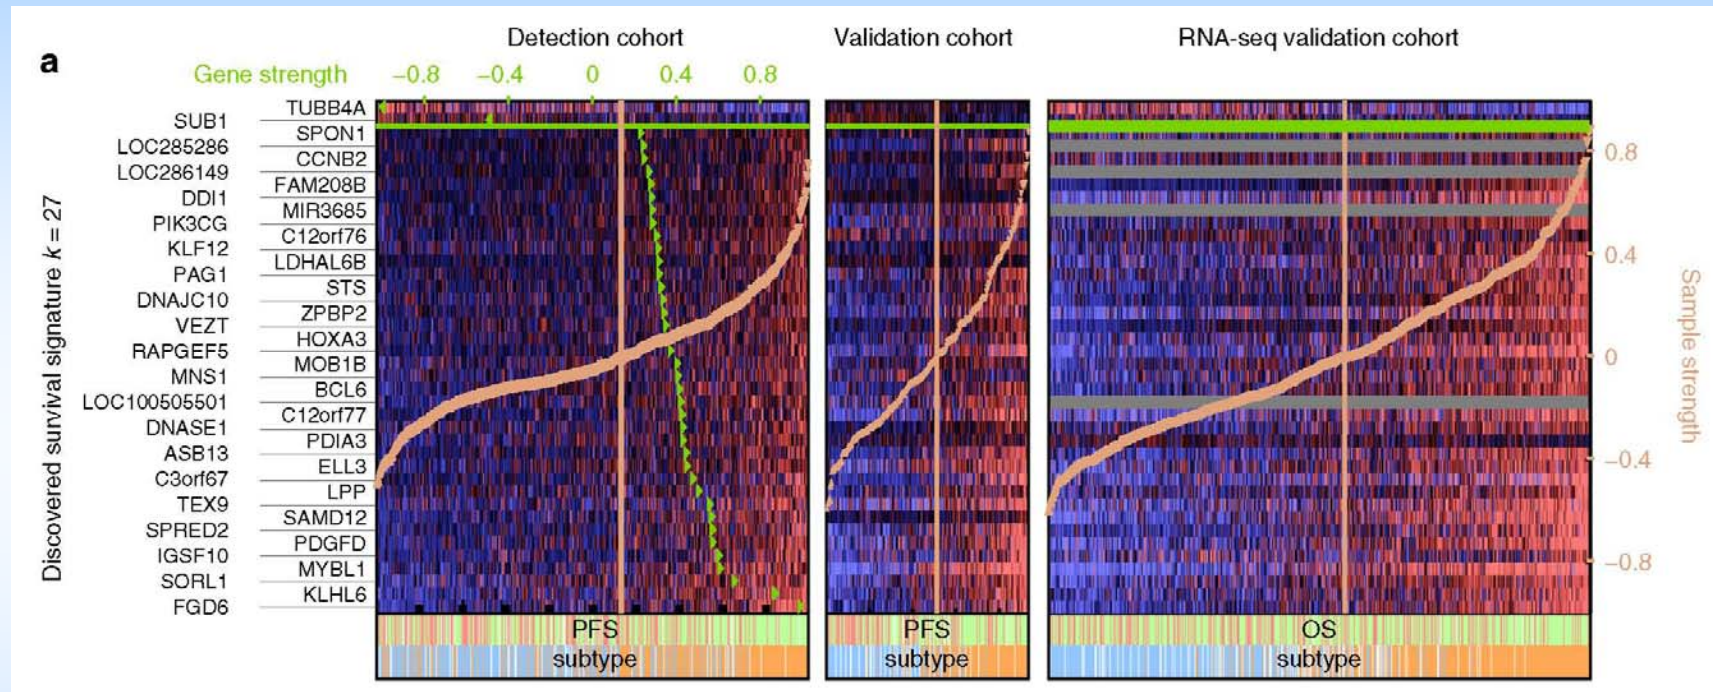 a
Detection cohort
Validation cohort
RNA-seq validation cohort
Gene strength
−0.8 −0.4 0 0.4 0.8
Discovered survival signature k = 27
TUBB4A
SUB1
SPON1
LOC285286
CCNB2
LOC286149
FAM208B
DDI1
MIR3685
PIK3CG
C12orf76
KLF12
LDHAL6B
PAG1
STS
DNAJC10
ZPBP2
VEZT
HOXA3
RAPGEF5
MOB1B
MNS1
BCL6
LOC100505501
C12orf77
DNASE1
PDIA3
ASB13
ELL3
C3orf67
LPP
TEX9
SAMD12
SPRED2
PDGFD
IGSF10
MYBL1
SORL1
KLHL6
FGD6
0.8
0.4
0
−0.4
−0.8
Sample strength
PFS
subtype
PFS
subtype
OS
subtype